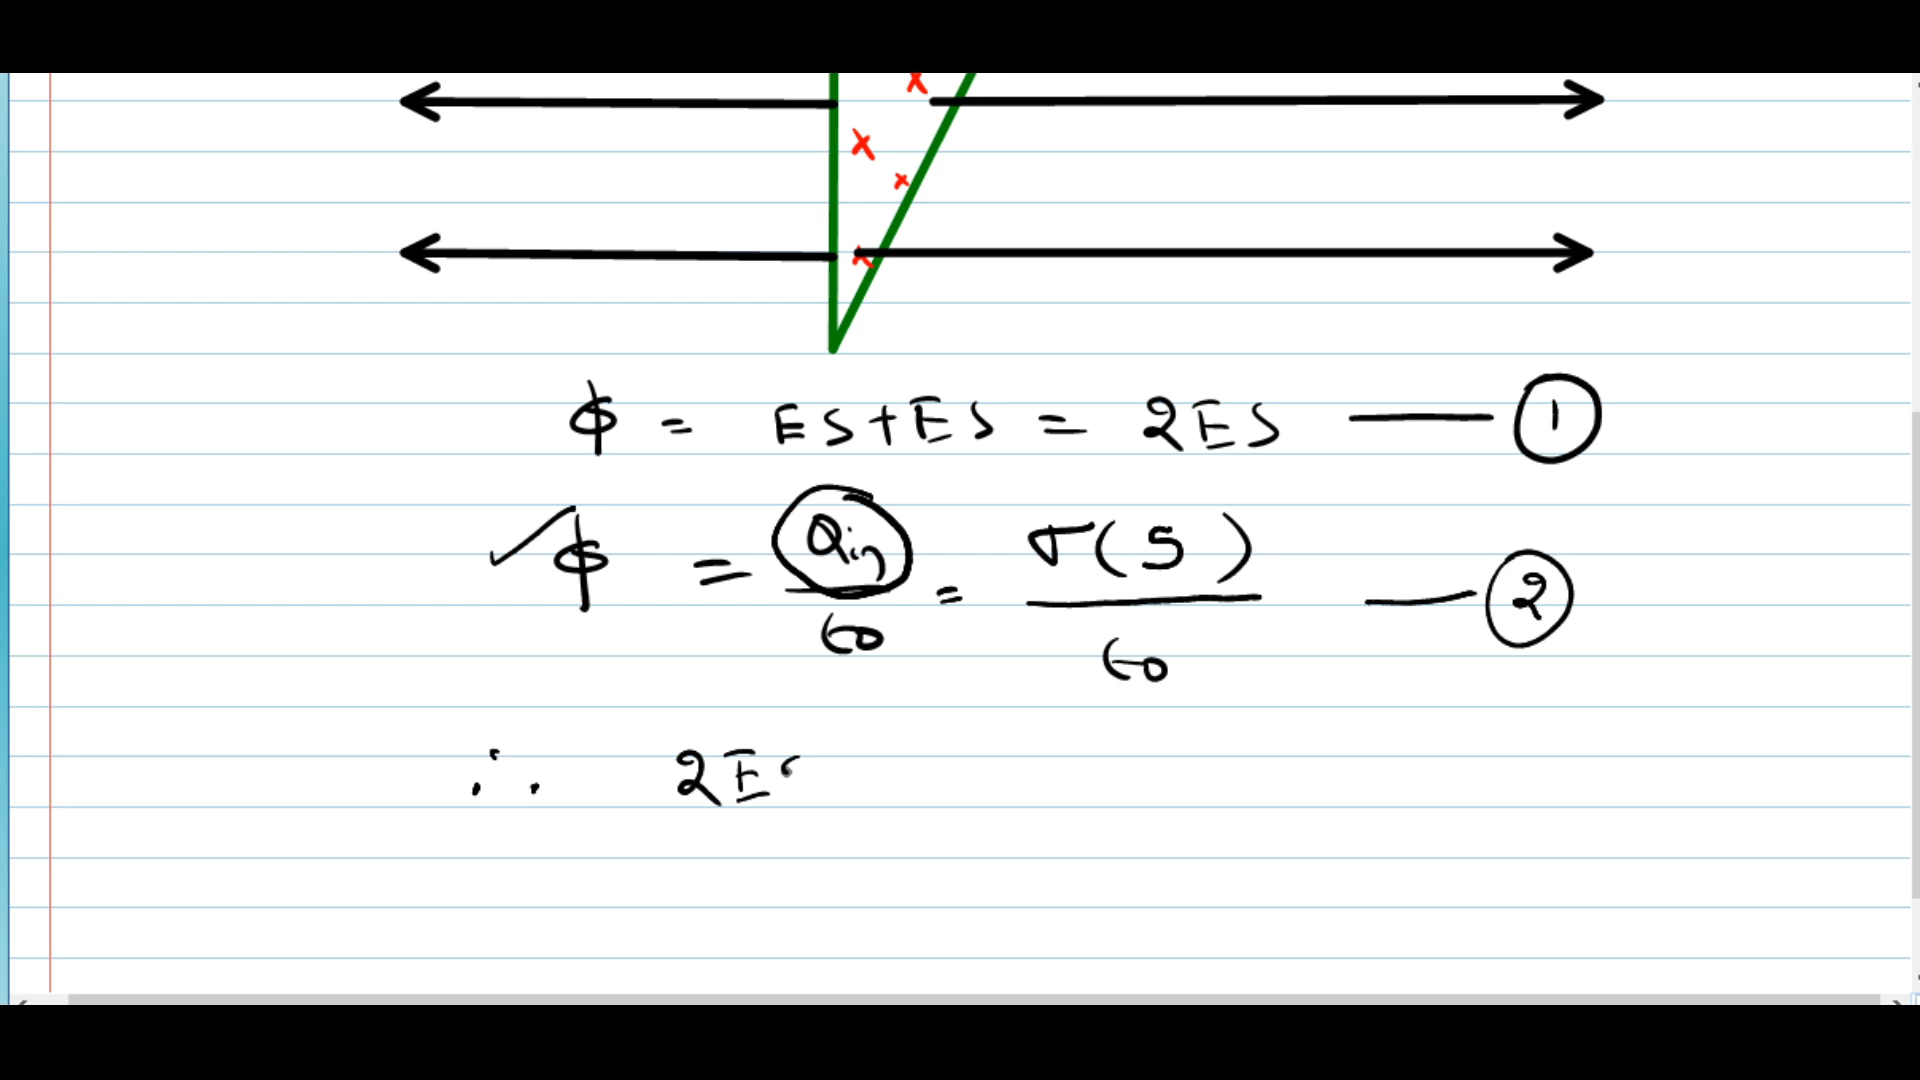 ɸ = ES+ES = 2ES — 1
✓ ɸ = Qin/ϵ0 = σ(S)/ϵ0 — 2
∴ 2E